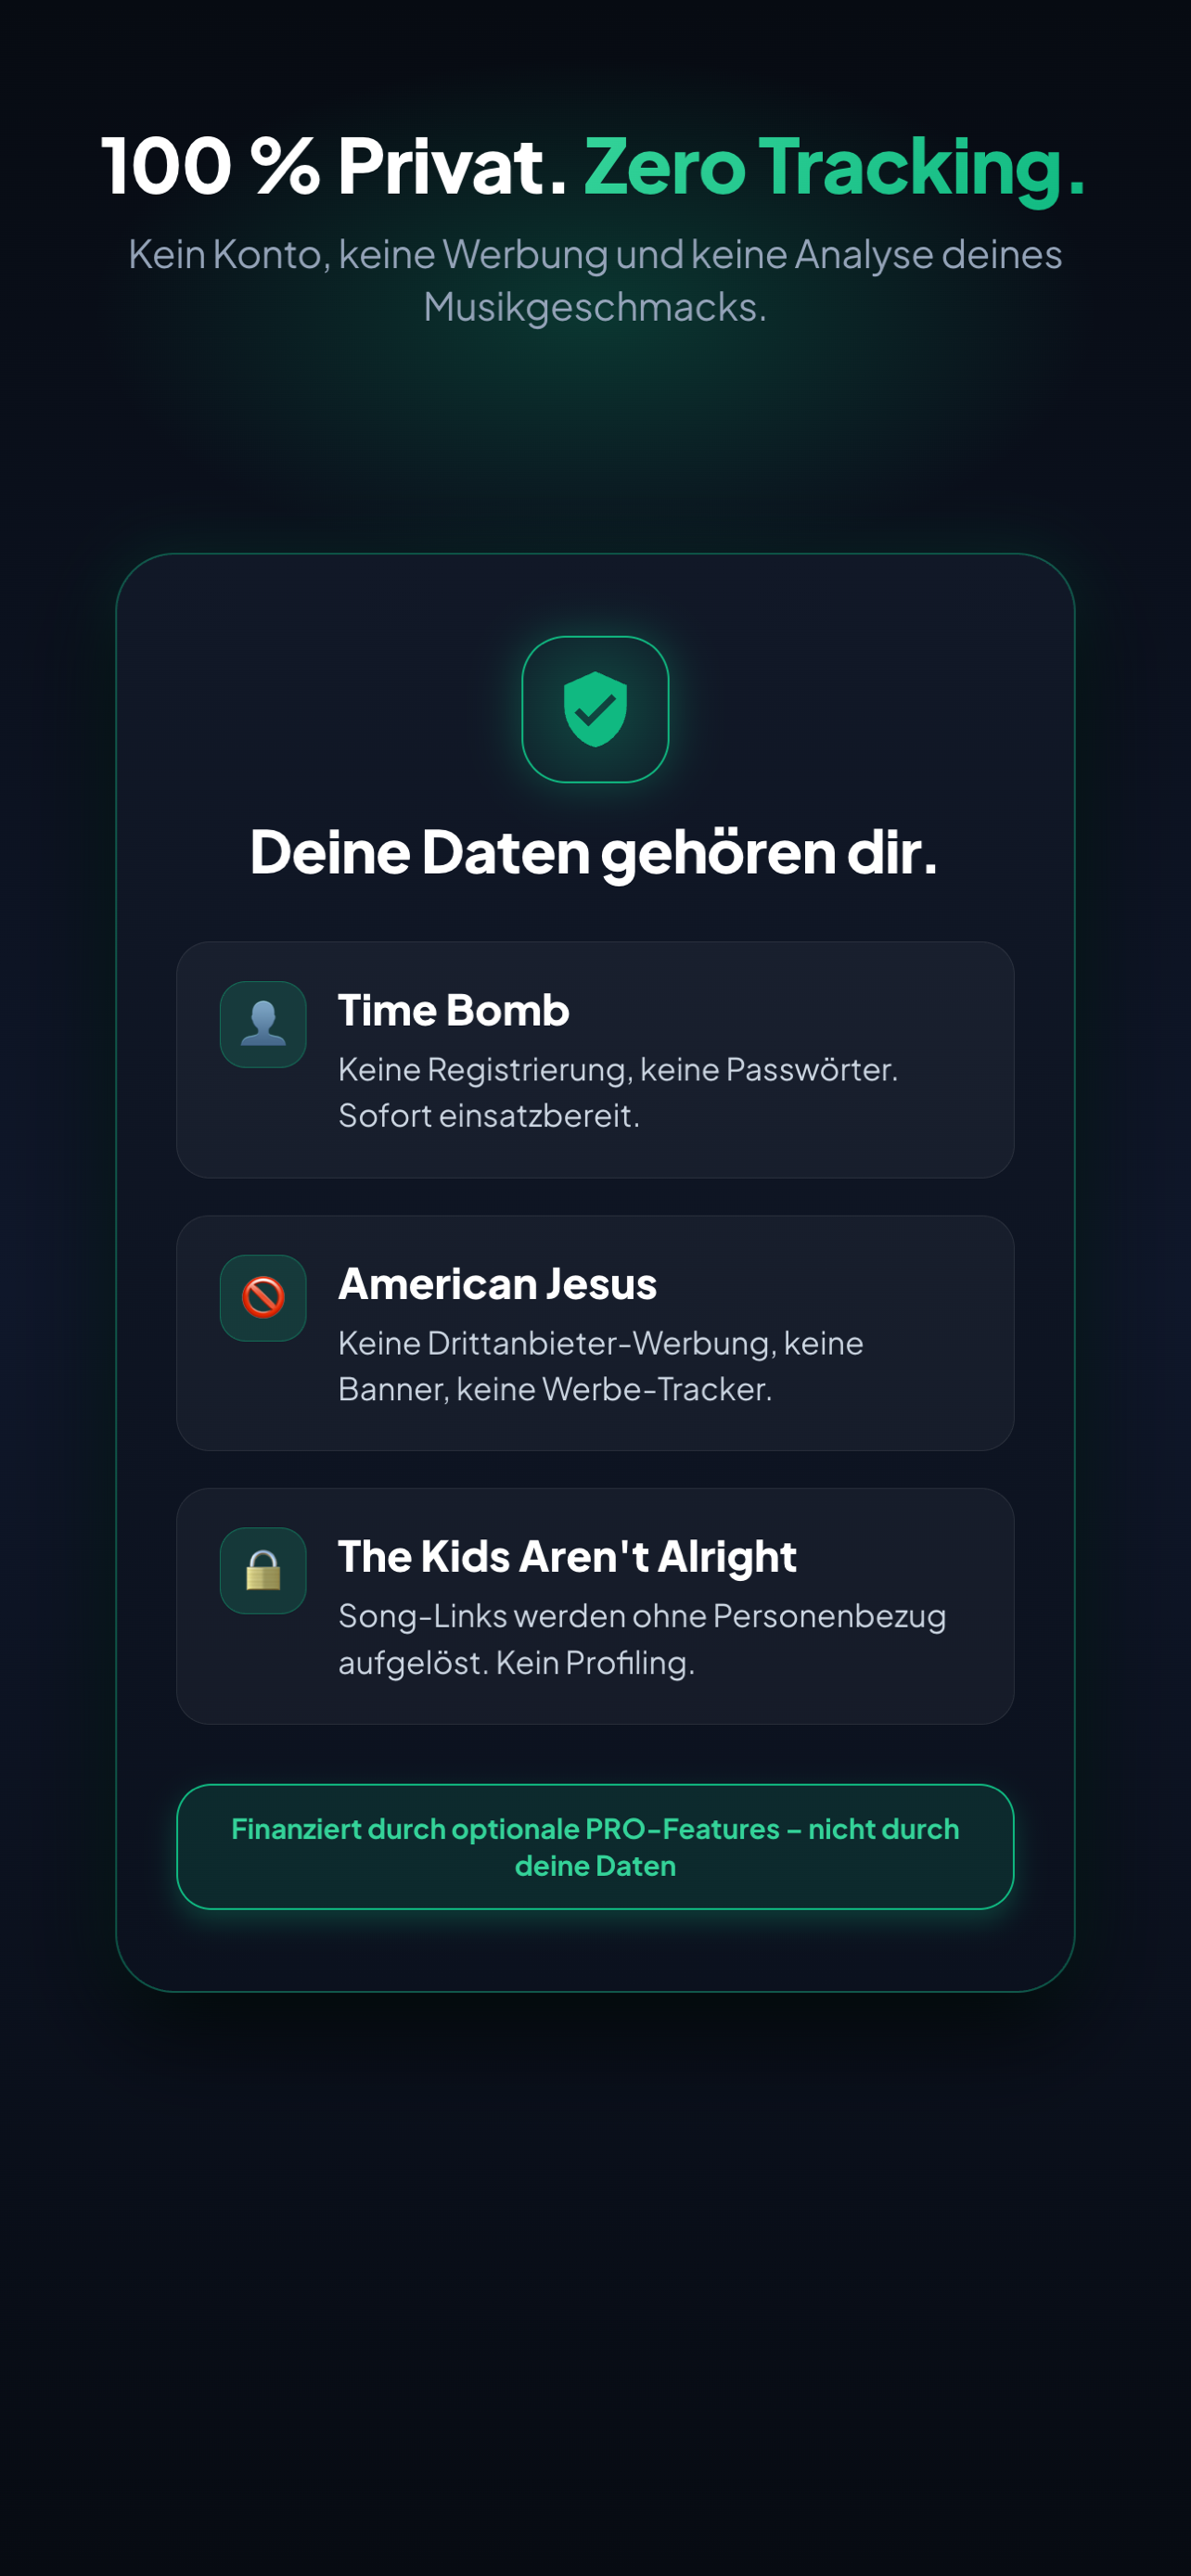 100 % Privat. Zero Tracking.
Kein Konto, keine Werbung und keine Analyse deines
Musikgeschmacks.
Deine Daten gehören dir.
Time Bomb
Keine Registrierung, keine Passwörter.
Sofort einsatzbereit.
American Jesus
Keine Drittanbieter-Werbung, keine
Banner, keine Werbe-Tracker.
The Kids Aren't Alright
Song-Links werden ohne Personenbezug
aufgelöst. Kein Profiling.
Finanziert durch optionale PRO-Features – nicht durch
deine Daten